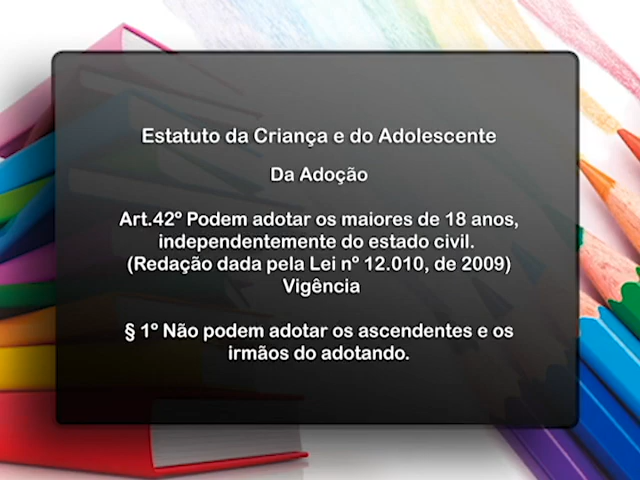 Estatuto da Criança e do Adolescente
Da Adoção
Art.42º Podem adotar os maiores de 18 anos,
independentemente do estado civil.
(Redação dada pela Lei nº 12.010, de 2009)
Vigência
§ 1º Não podem adotar os ascendentes e os
irmãos do adotando.